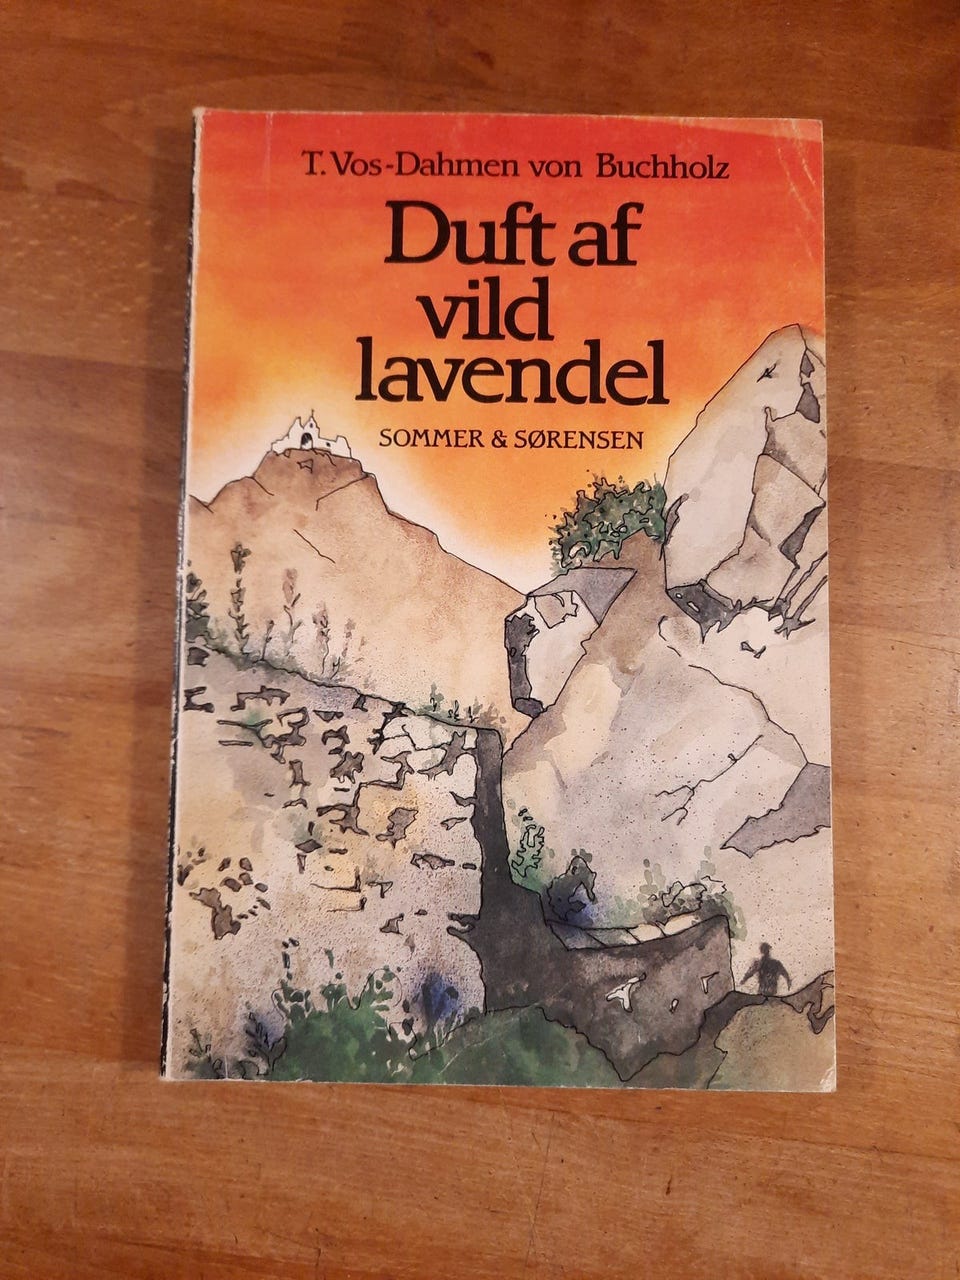 T. Vos-Dahmen von Buchholz
Duft af
vild
lavendel
SOMMER & SØRENSEN